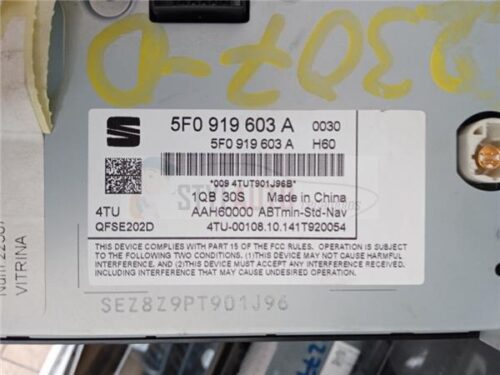 2307-0
5F0 919 603 A 0030
5F0 919 603 A H60
*009 4TUT901J96B*
1QB 30S Made in China
4TU AAH60000 ABTmin-Std-Nav
QFSE202D 4TU-00108.10.141T920054
THIS DEVICE COMPLIES WITH PART 15 OF THE FCC RULES. OPERATION IS SUBJECT TO THE
FOLLOWING TWO CONDITIONS. (1)THIS DEVICE MAY NOT CAUSE HARMFUL
INTERFERENCE, AND (2)THIS DEVICE MUST ACCEPT ANY INTERFERENCE RECEIVED,
INCLUDING INTERFERENCE THAT MAY CAUSE UNDESIRED OPERATION.
SEZ8Z9PT901J96
VITRINA